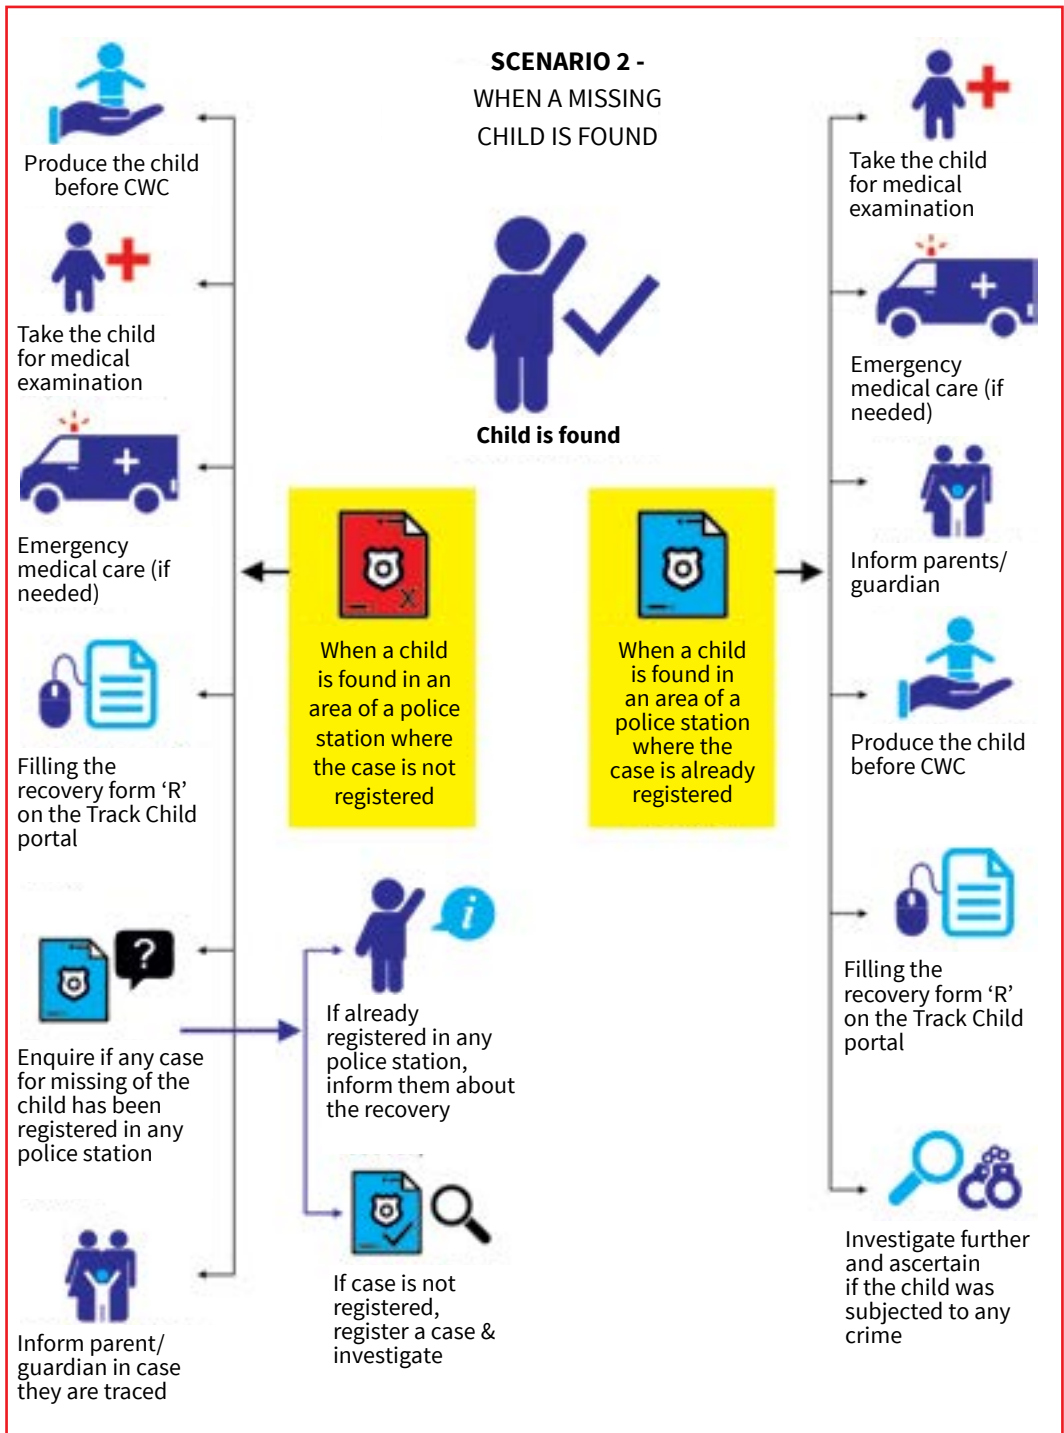 SCENARIO 2 -
WHEN A MISSING
CHILD IS FOUND
Child is found
When a child
is found in an
area of a police
station where
the case is not
registered
Produce the child
before CWC
Take the child
for medical
examination
Emergency
medical care (if
needed)
Filling the
recovery form ‘R’
on the Track Child
portal
Enquire if any case
for missing of the
child has been
registered in any
police station
If already
registered in any
police station,
inform them about
the recovery
If case is not
registered,
register a case &
investigate
Inform parent/
guardian in case
they are traced
When a child
is found in
an area of a
police station
where the
case is already
registered
Take the child
for medical
examination
Emergency
medical care (if
needed)
Inform parents/
guardian
Produce the child
before CWC
Filling the
recovery form ‘R’
on the Track Child
portal
Investigate further
and ascertain
if the child was
subjected to any
crime